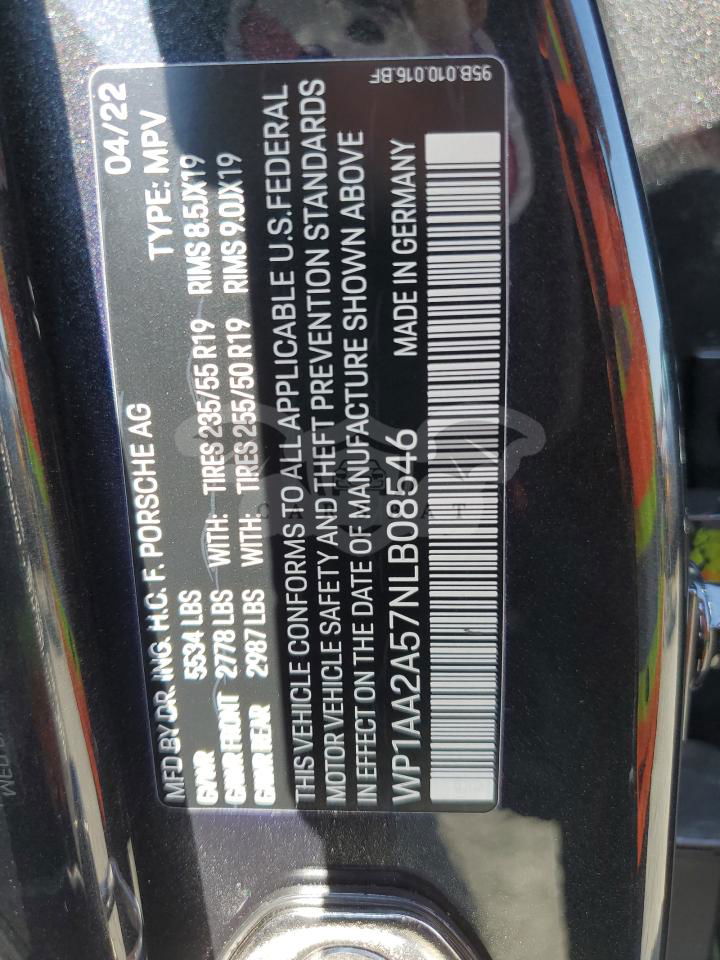 MFD BY DR. ING. H.C. F. PORSCHE AG 04/22
GVWR 5534 LBS TYPE: MPV
GAWR FRONT 2778 LBS WITH: TIRES 235/55 R19 RIMS 8.5JX19
GAWR REAR 2987 LBS WITH: TIRES 255/50 R19 RIMS 9.0JX19
THIS VEHICLE CONFORMS TO ALL APPLICABLE U.S. FEDERAL
MOTOR VEHICLE SAFETY AND THEFT PREVENTION STANDARDS
IN EFFECT ON THE DATE OF MANUFACTURE SHOWN ABOVE
WP1AA2A57NLB08546 MADE IN GERMANY
95B.010.016.BF